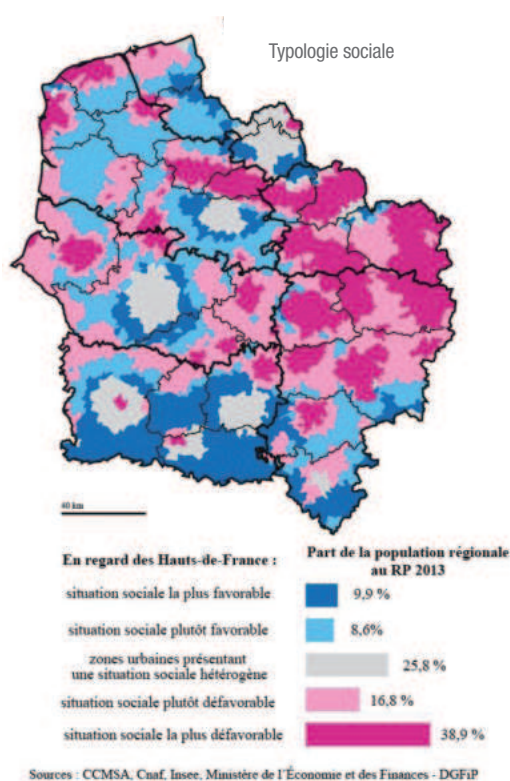 Typologie sociale
40 km
En regard des Hauts-de-France :
Part de la population régionale
au RP 2013
situation sociale la plus favorable
9,9 %
situation sociale plutôt favorable
8,6%
zones urbaines présentant
une situation sociale hétérogène
25,8 %
situation sociale plutôt défavorable
16,8 %
situation sociale la plus défavorable
38,9 %
Sources : CCMSA, Cnaf, Insee, Ministère de l'Économie et des Finances - DGFiP